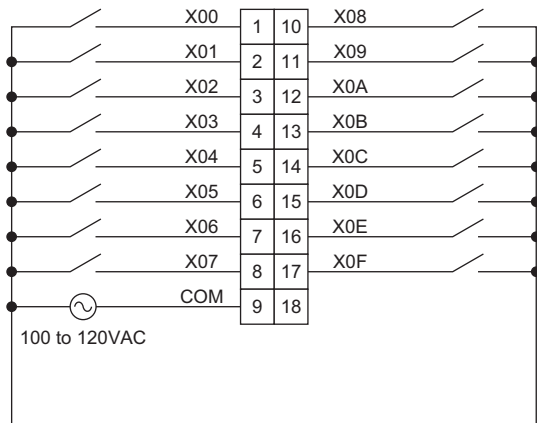 X00 1 10 X08
X01 2 11 X09
X02 3 12 X0A
X03 4 13 X0B
X04 5 14 X0C
X05 6 15 X0D
X06 7 16 X0E
X07 8 17 X0F
COM 9 18
100 to 120VAC